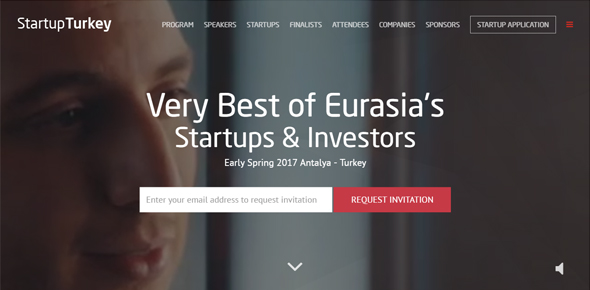 StartupTurkey
PROGRAM SPEAKERS STARTUPS FINALISTS ATTENDEES COMPANIES SPONSORS STARTUP APPLICATION
Very Best of Eurasia's
Startups & Investors
Early Spring 2017 Antalya - Turkey
Enter your email address to request invitation REQUEST INVITATION